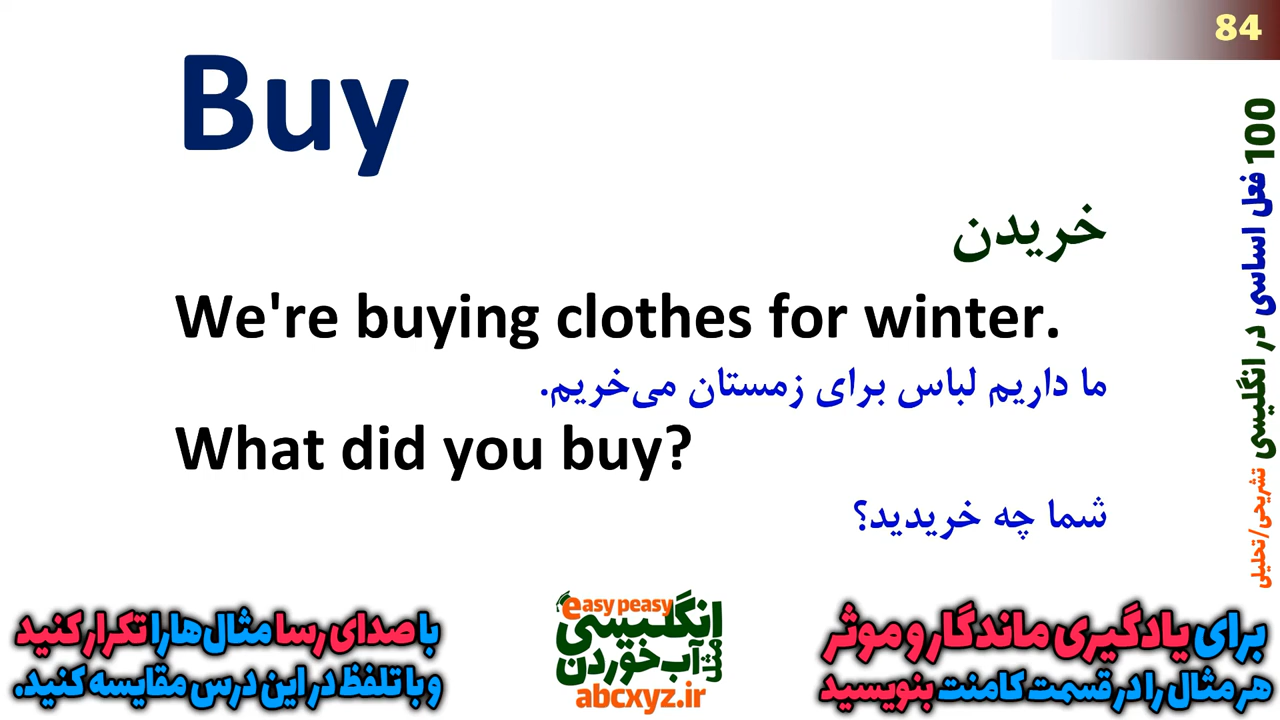 84
Buy
خریدن
We're buying clothes for winter.
ما داریم لباس برای زمستان می‌خریم.
What did you buy?
شما چه خریدید؟
100 فعل اساسی در انگلیسی تشریحی/تحلیلی
با صدای رسا مثال‌ها را تکرار کنید
و با تلفظ در این درس مقایسه کنید.
easy peasy
انگلیسی
مثل آب خوردن
abcxyz.ir
برای یادگیری ماندگار و موثر
هر مثال را در قسمت کامنت بنویسید